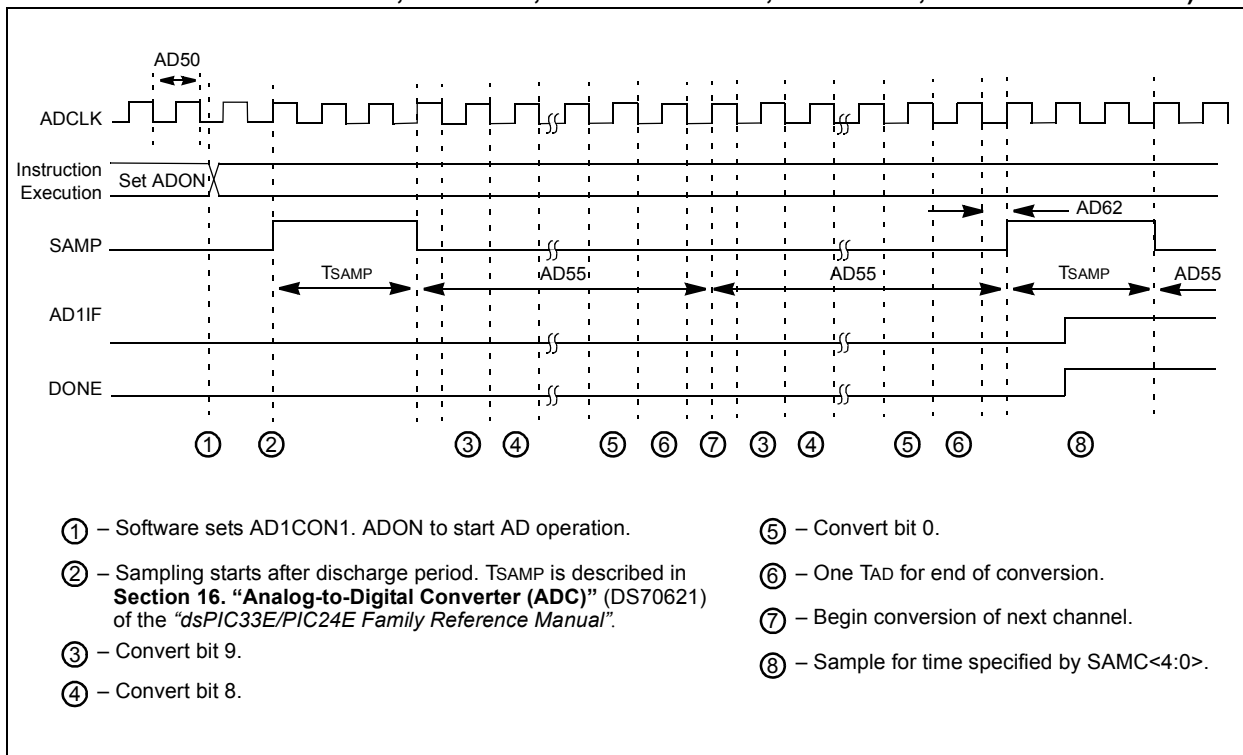 AD50
ADCLK
Instruction
Execution
Set ADON
AD62
SAMP
TSAMP
AD55
AD55
TSAMP
AD55
AD1IF
DONE
1 2 3 4 5 6 7 3 4 5 6 8
① – Software sets AD1CON1. ADON to start AD operation.
② – Sampling starts after discharge period. TSAMP is described in
Section 16. “Analog-to-Digital Converter (ADC)” (DS70621)
of the “dsPIC33E/PIC24E Family Reference Manual”.
③ – Convert bit 9.
④ – Convert bit 8.
⑤ – Convert bit 0.
⑥ – One TAD for end of conversion.
⑦ – Begin conversion of next channel.
⑧ – Sample for time specified by SAMC<4:0>.